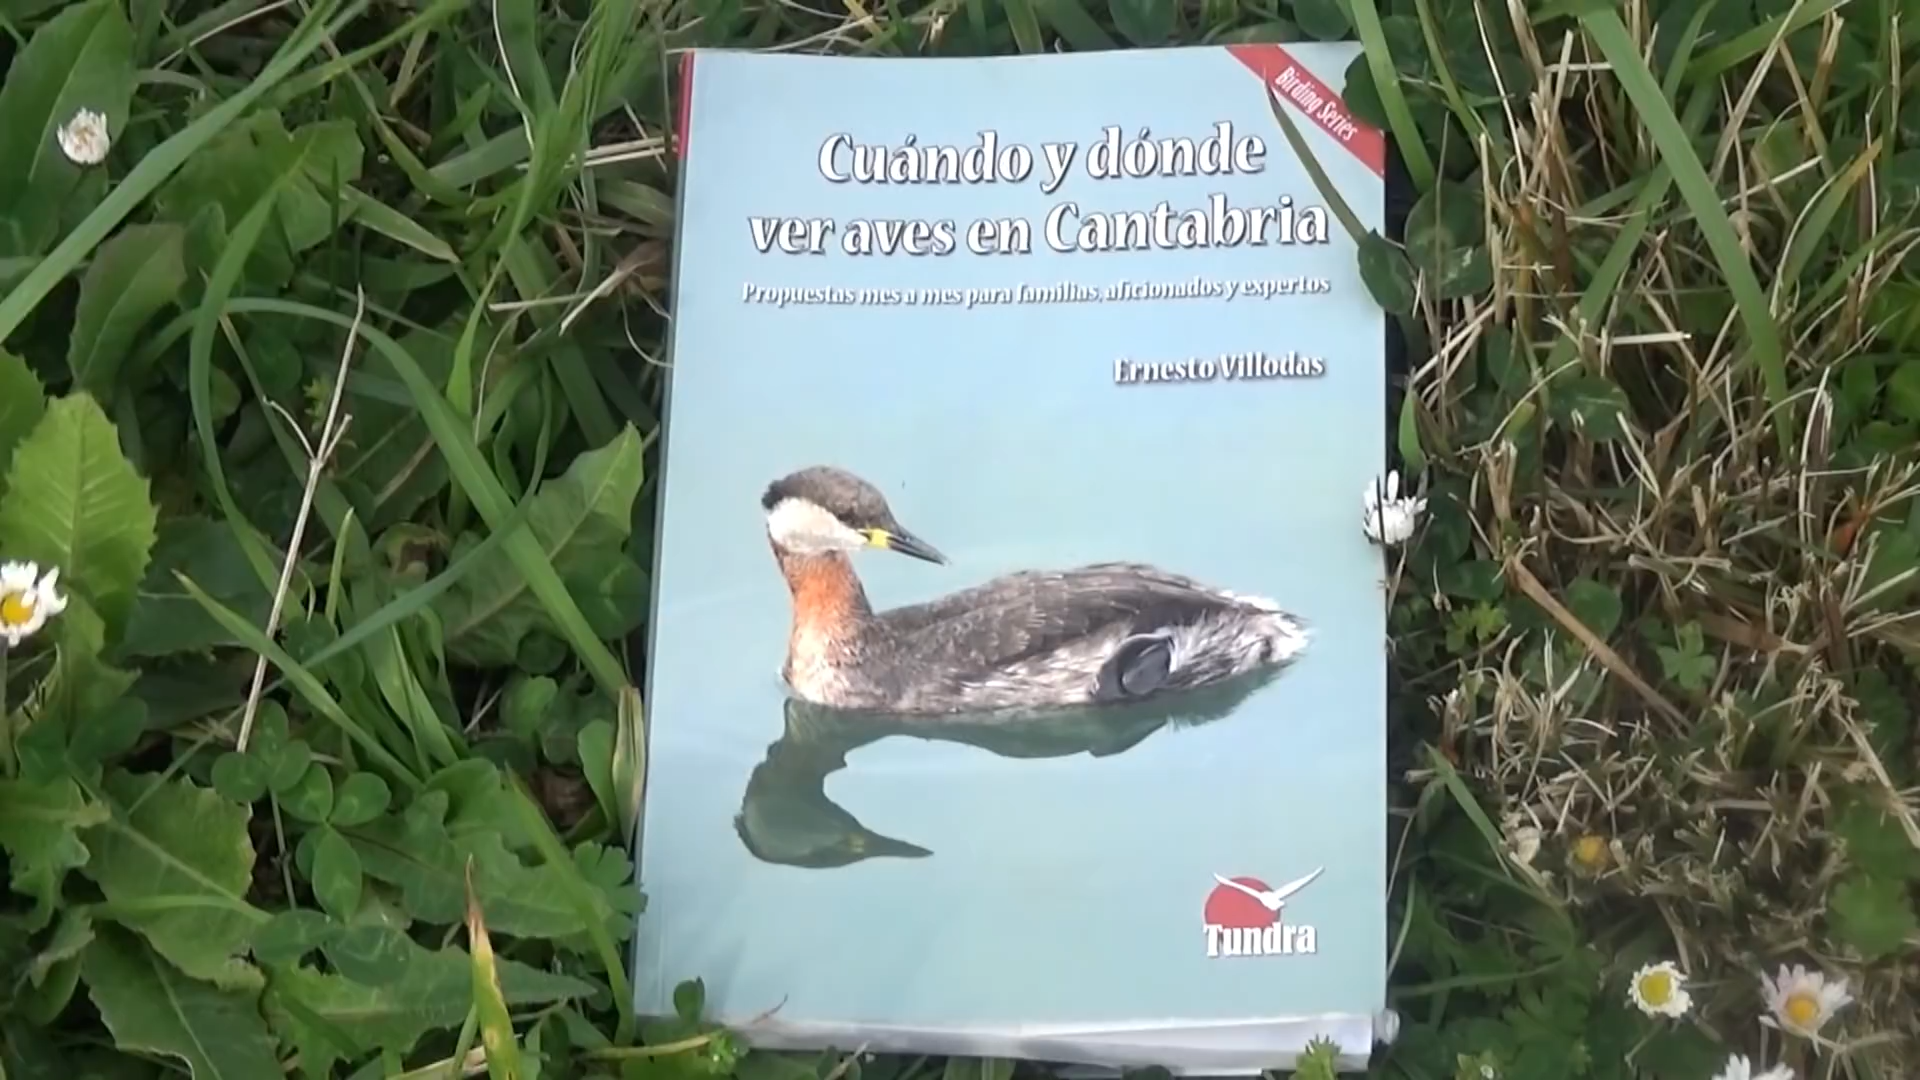 Birding Series
Cuándo y dónde
ver aves en Cantabria
Propuestas mes a mes para familias, aficionados y expertos
Ernesto Villodas
Tundra